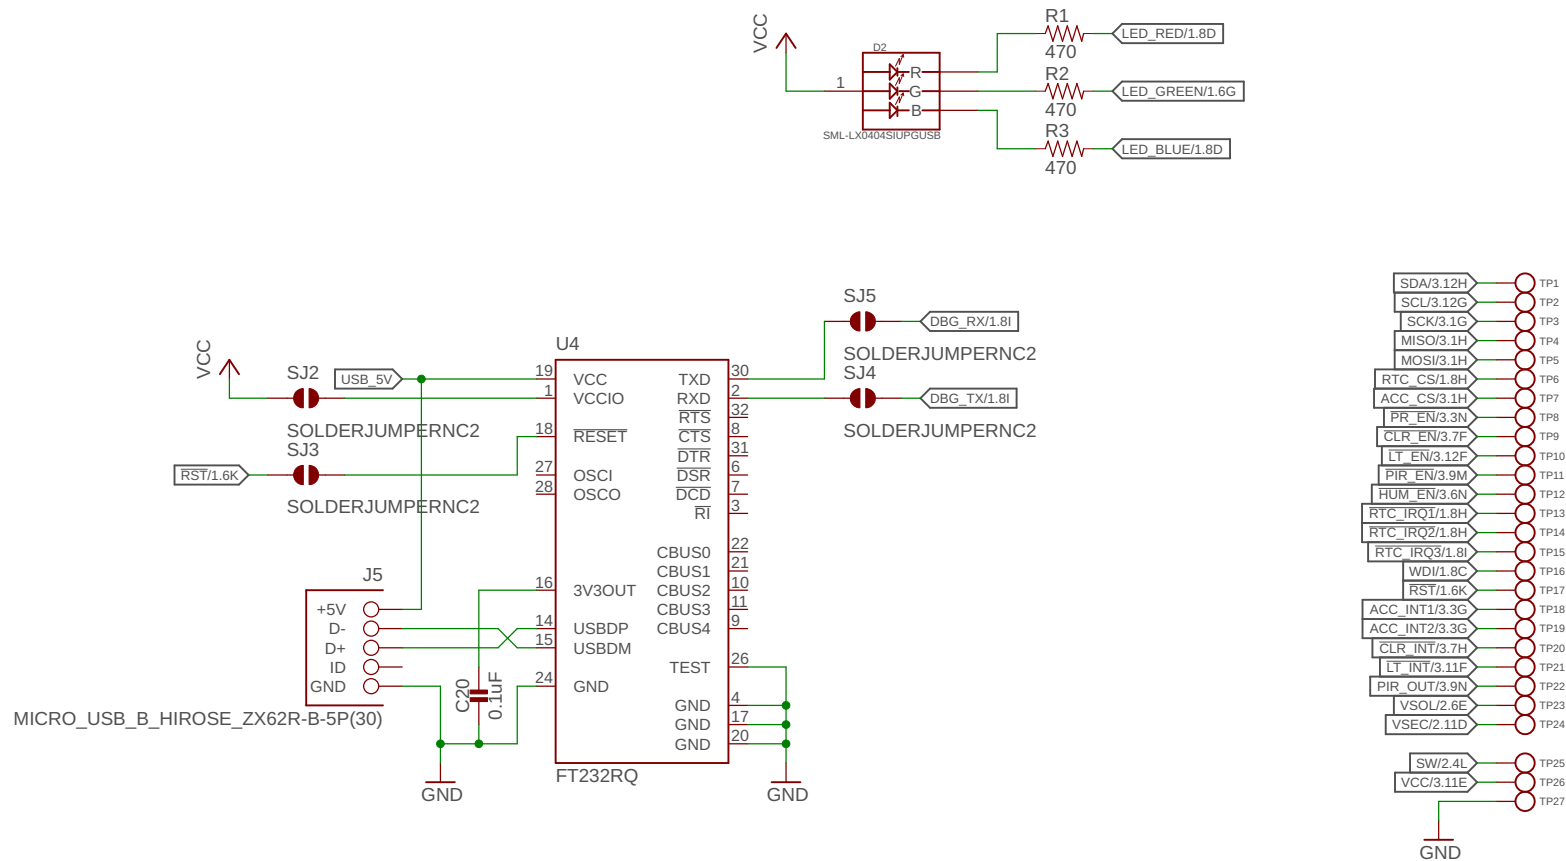 VCC
D2
1
R
G
B
SML-LX0404SIUPGUSB
R1
470
LED_RED/1.8D
R2
470
LED_GREEN/1.6G
R3
470
LED_BLUE/1.8D
VCC
SJ2
SOLDERJUMPERNC2
USB_5V
SJ3
SOLDERJUMPERNC2
RST/1.6K
J5
+5V
D-
D+
ID
GND
MICRO_USB_B_HIROSE_ZX62R-B-5P(30)
GND
C20
0.1uF
U4
19 VCC
1 VCCIO
18 RESET
27 OSCI
28 OSCO
16 3V3OUT
14 USBDP
15 USBDM
24 GND
TXD 30
RXD 2
RTS 32
CTS 8
DTR 31
DSR 6
DCD 7
RI 3
CBUS0 22
CBUS1 21
CBUS2 10
CBUS3 11
CBUS4 9
TEST 26
GND 4
GND 17
GND 20
FT232RQ
GND
SJ5
DBG_RX/1.8I
SOLDERJUMPERNC2
SJ4
DBG_TX/1.8I
SOLDERJUMPERNC2
SDA/3.12H TP1
SCL/3.12G TP2
SCK/3.1G TP3
MISO/3.1H TP4
MOSI/3.1H TP5
RTC_CS/1.8H TP6
ACC_CS/3.1H TP7
PR_EN/3.3N TP8
CLR_EN/3.7F TP9
LT_EN/3.12F TP10
PIR_EN/3.9M TP11
HUM_EN/3.6N TP12
RTC_IRQ1/1.8H TP13
RTC_IRQ2/1.8H TP14
RTC_IRQ3/1.8I TP15
WDI/1.8C TP16
RST/1.6K TP17
ACC_INT1/3.3G TP18
ACC_INT2/3.3G TP19
CLR_INT/3.7H TP20
LT_INT/3.11F TP21
PIR_OUT/3.9N TP22
VSOL/2.6E TP23
VSEC/2.11D TP24
SW/2.4L TP25
VCC/3.11E TP26
TP27
GND